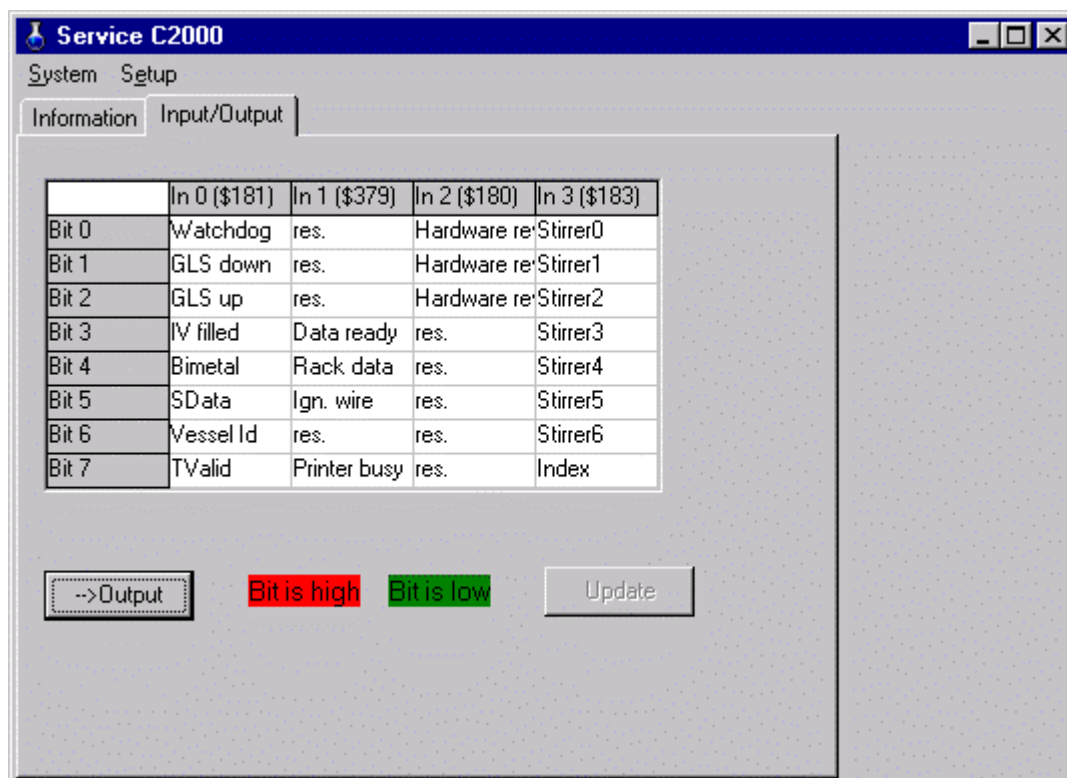 Service C2000
System Setup
Information Input/Output
In 0 ($181) In 1 ($379) In 2 ($180) In 3 ($183)
Bit 0 Watchdog res. Hardware re Stirrer0
Bit 1 GLS down res. Hardware re Stirrer1
Bit 2 GLS up res. Hardware re Stirrer2
Bit 3 IV filled Data ready res. Stirrer3
Bit 4 Bimetal Rack data res. Stirrer4
Bit 5 SData Ign. wire res. Stirrer5
Bit 6 Vessel Id res. res. Stirrer6
Bit 7 TValid Printer busy res. Index
-->Output Bit is high Bit is low Update